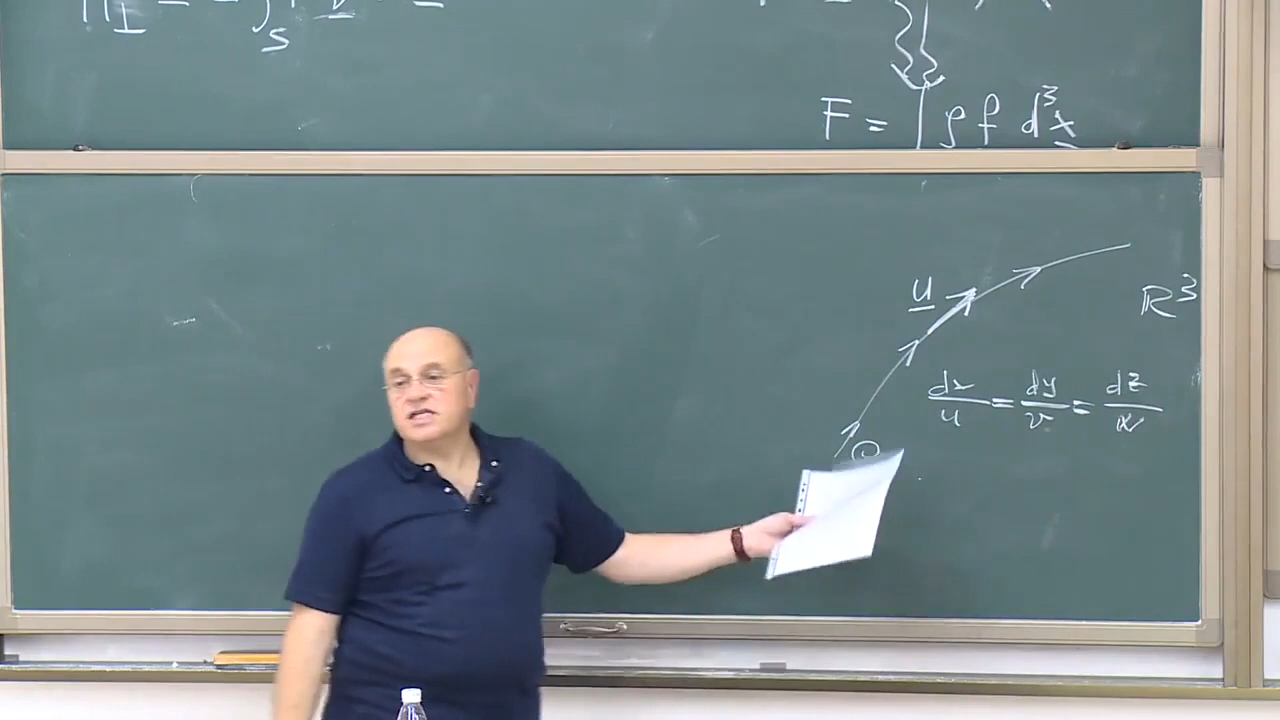 S
F = ∫ ρ f d³x
u
R³
dx/u = dy/v = dz/w